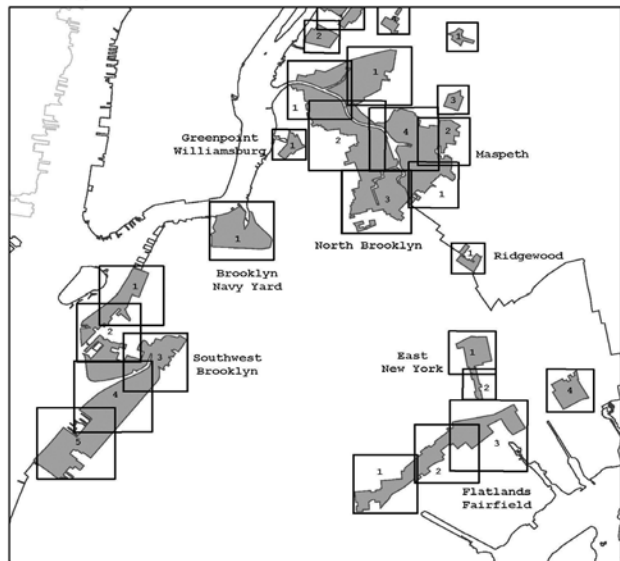 2
1
1
3
1
4
2
Greenpoint
Williamsburg
1
2
Maspeth
3
1
North Brooklyn
1
Brooklyn
Navy Yard
1
Ridgewood
1
2
3
Southwest
Brooklyn
4
5
East
New York
1
2
4
3
2
1
Flatlands
Fairfield